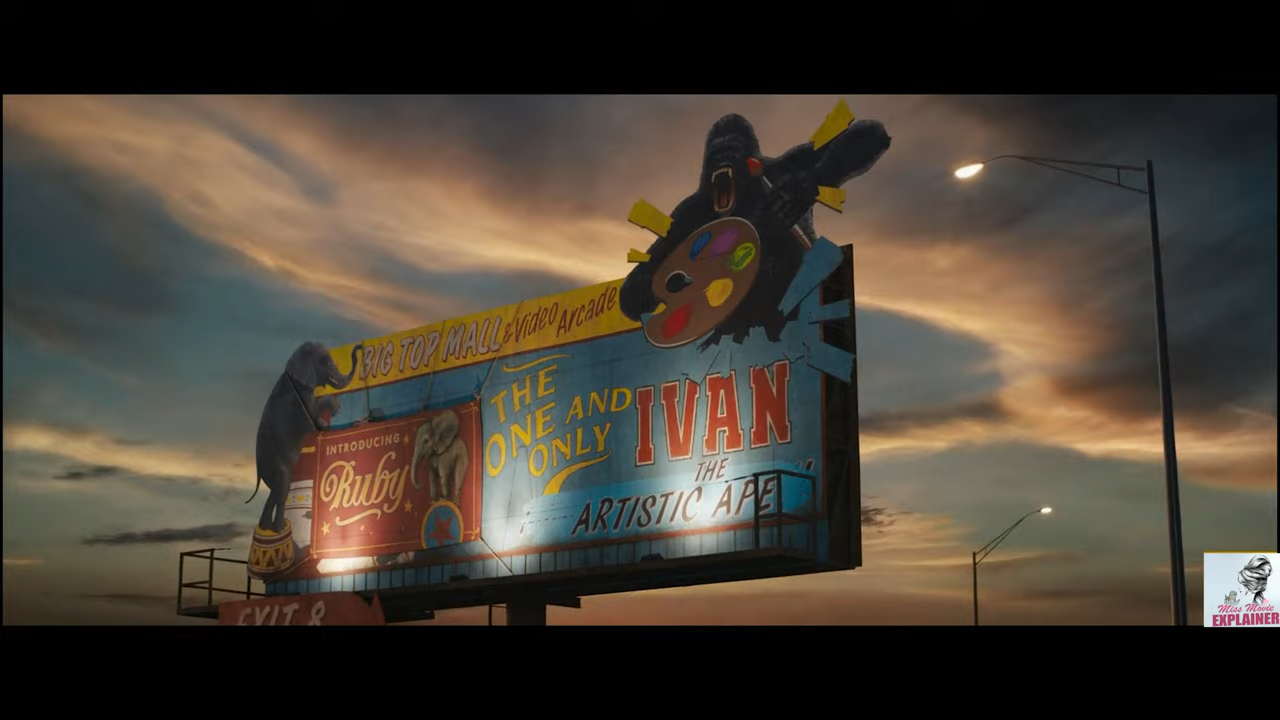 BIG TOP MALL & Video Arcade
INTRODUCING
Ruby
THE
ONE AND
ONLY
IVAN
THE
ARTISTIC APE
EXIT 8
Miss Movie
EXPLAINER